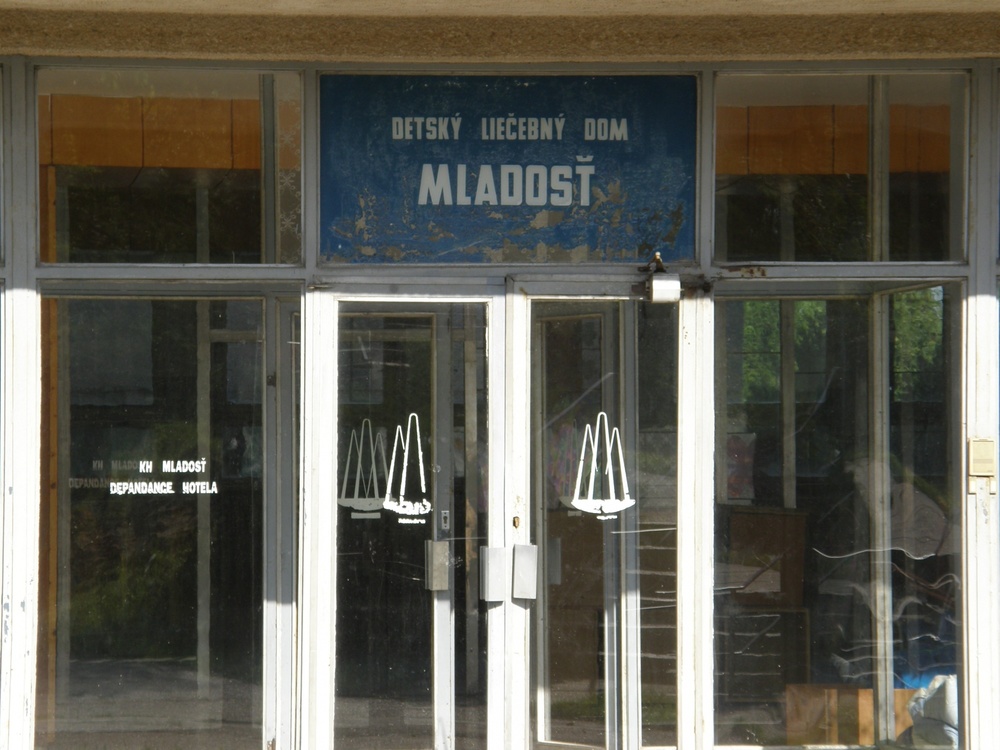 DETSKÝ LIEČEBNÝ DOM
MLADOSŤ
KH MLADOSŤ
DEPANDANCE HOTELA